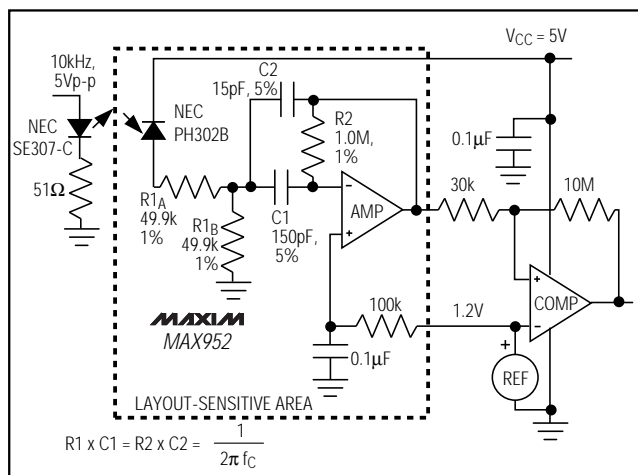 VCC = 5V
10kHz,
5Vp-p
NEC
SE307-C
51Ω
NEC
PH302B
C2
15pF, 5%
R2
1.0M,
1%
0.1µF
R1A
49.9k
1%
R1B
49.9k
1%
C1
150pF,
5%
−
AMP
+
30k
10M
+
COMP
−
MAXIM
MAX952
100k
1.2V
0.1µF
+
REF
LAYOUT-SENSITIVE AREA
R1 x C1 = R2 x C2 = 1
2π fC